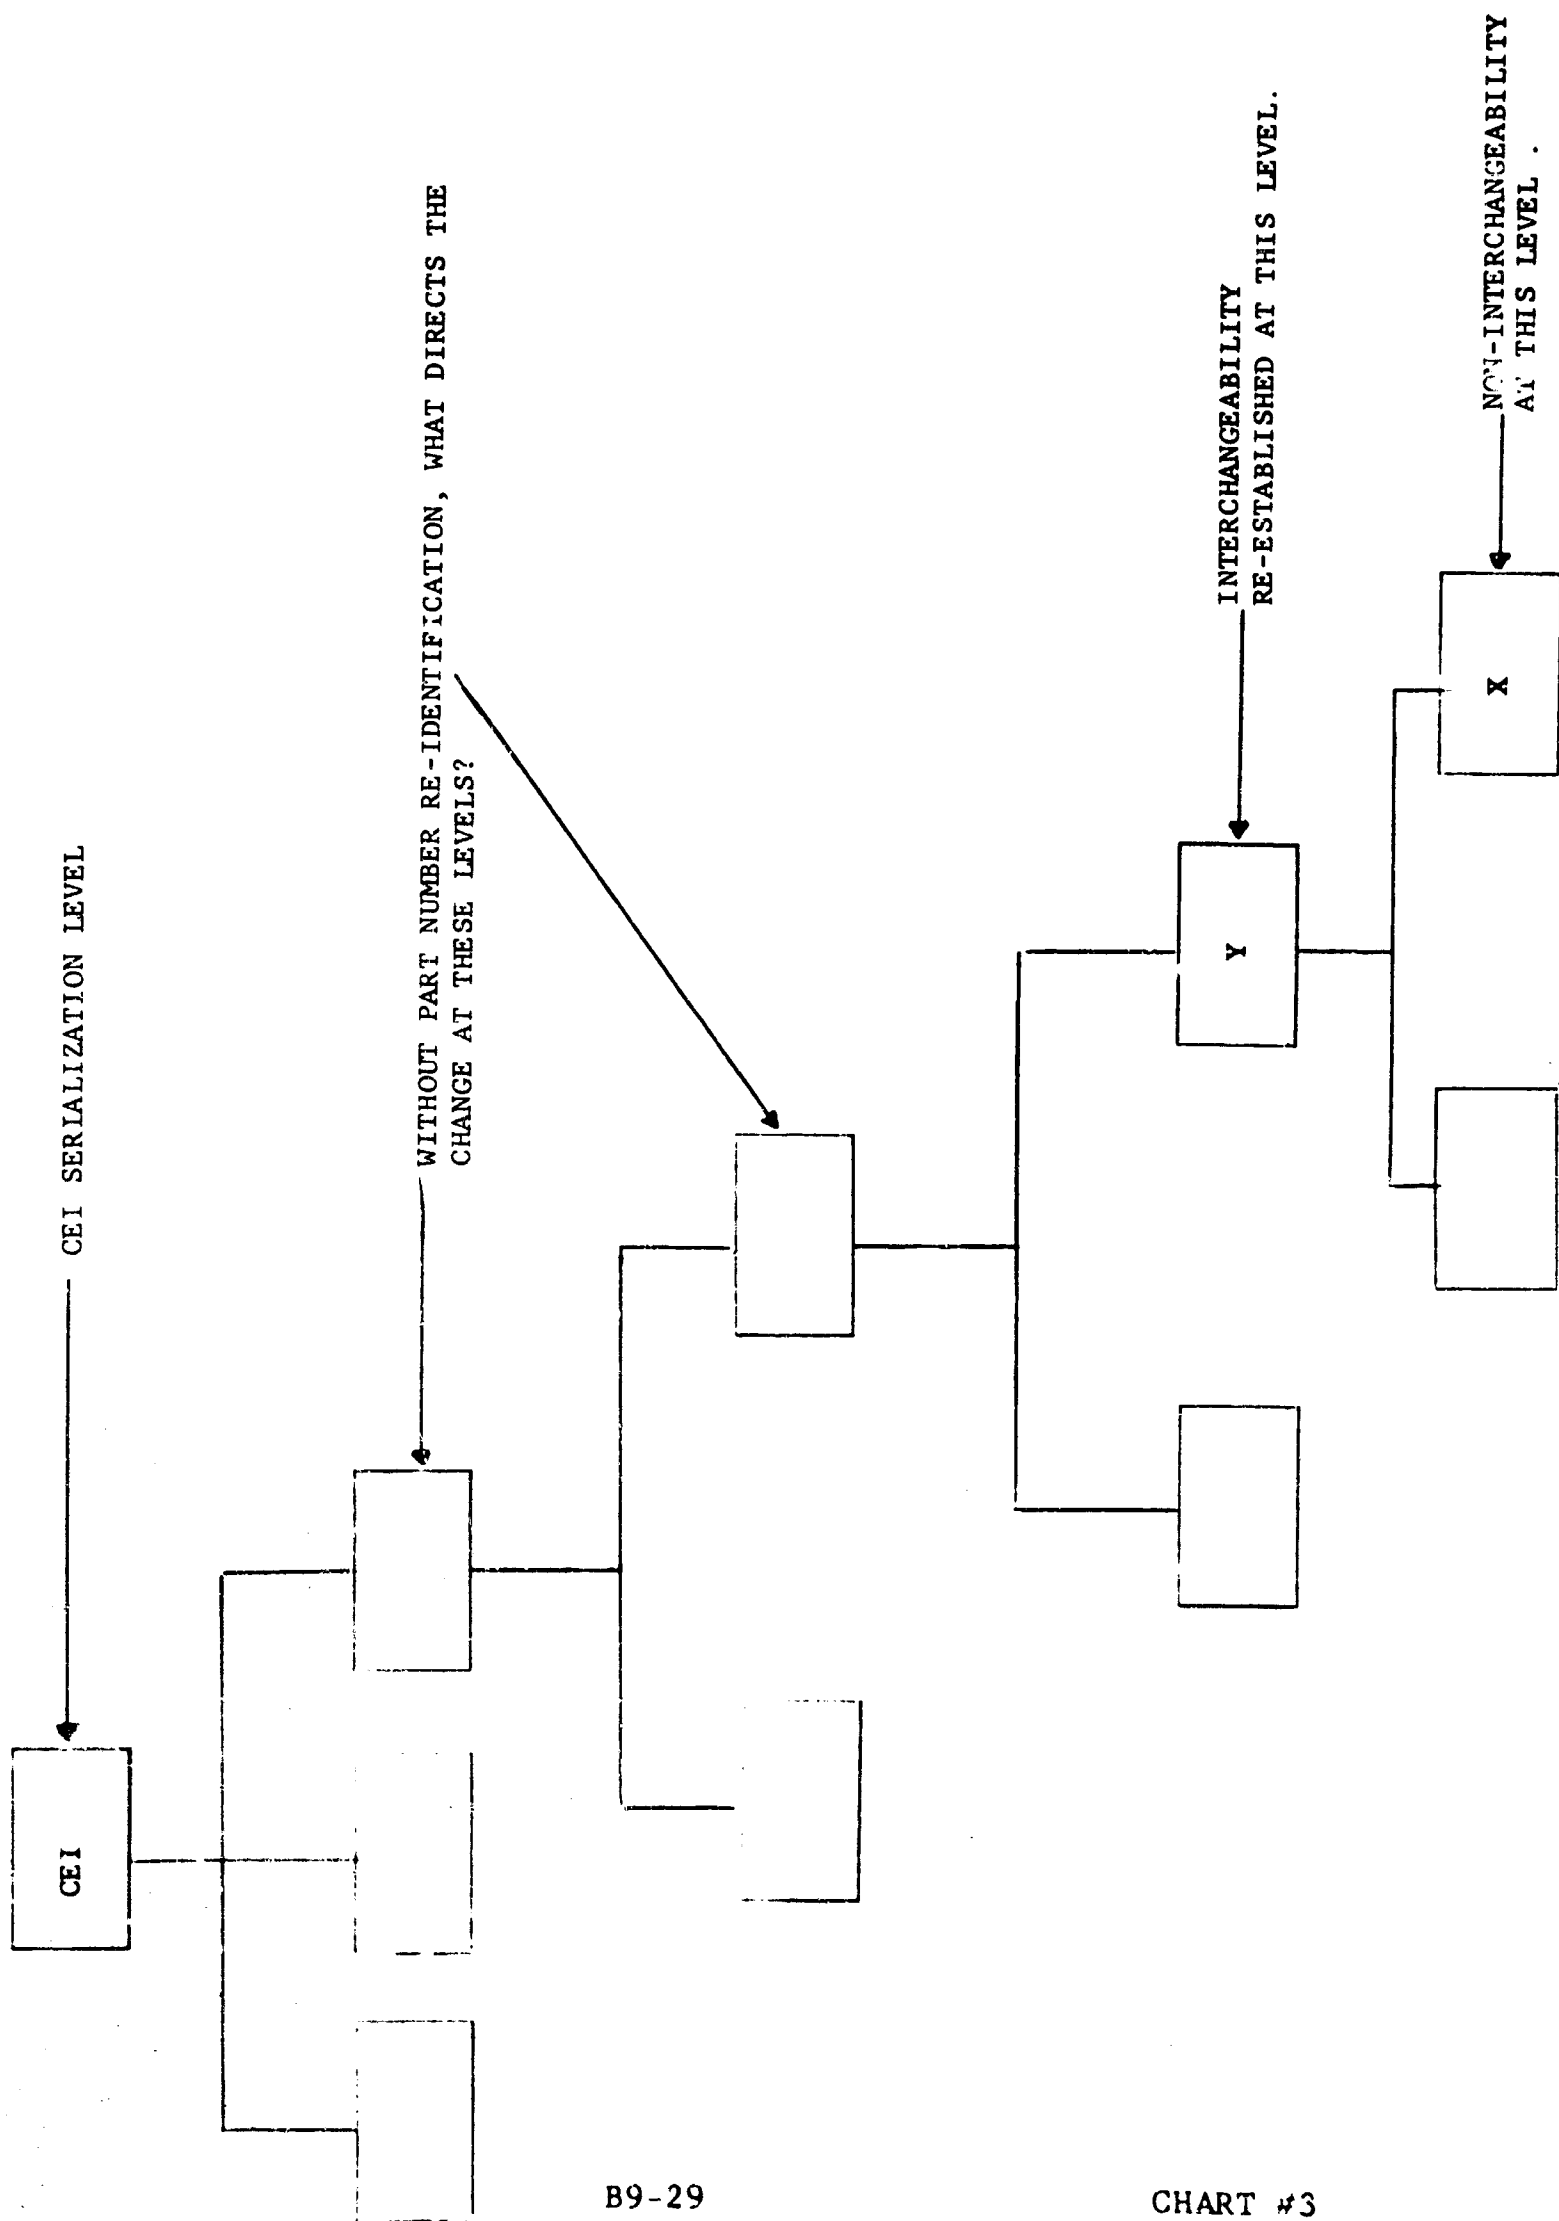 CEI
CEI SERIALIZATION LEVEL
WITHOUT PART NUMBER RE-IDENTIFICATION, WHAT DIRECTS THE
CHANGE AT THESE LEVELS?
Y
INTERCHANGEABILITY
RE-ESTABLISHED AT THIS LEVEL.
X
NON-INTERCHANGEABILITY
AT THIS LEVEL .
B9-29
CHART #3